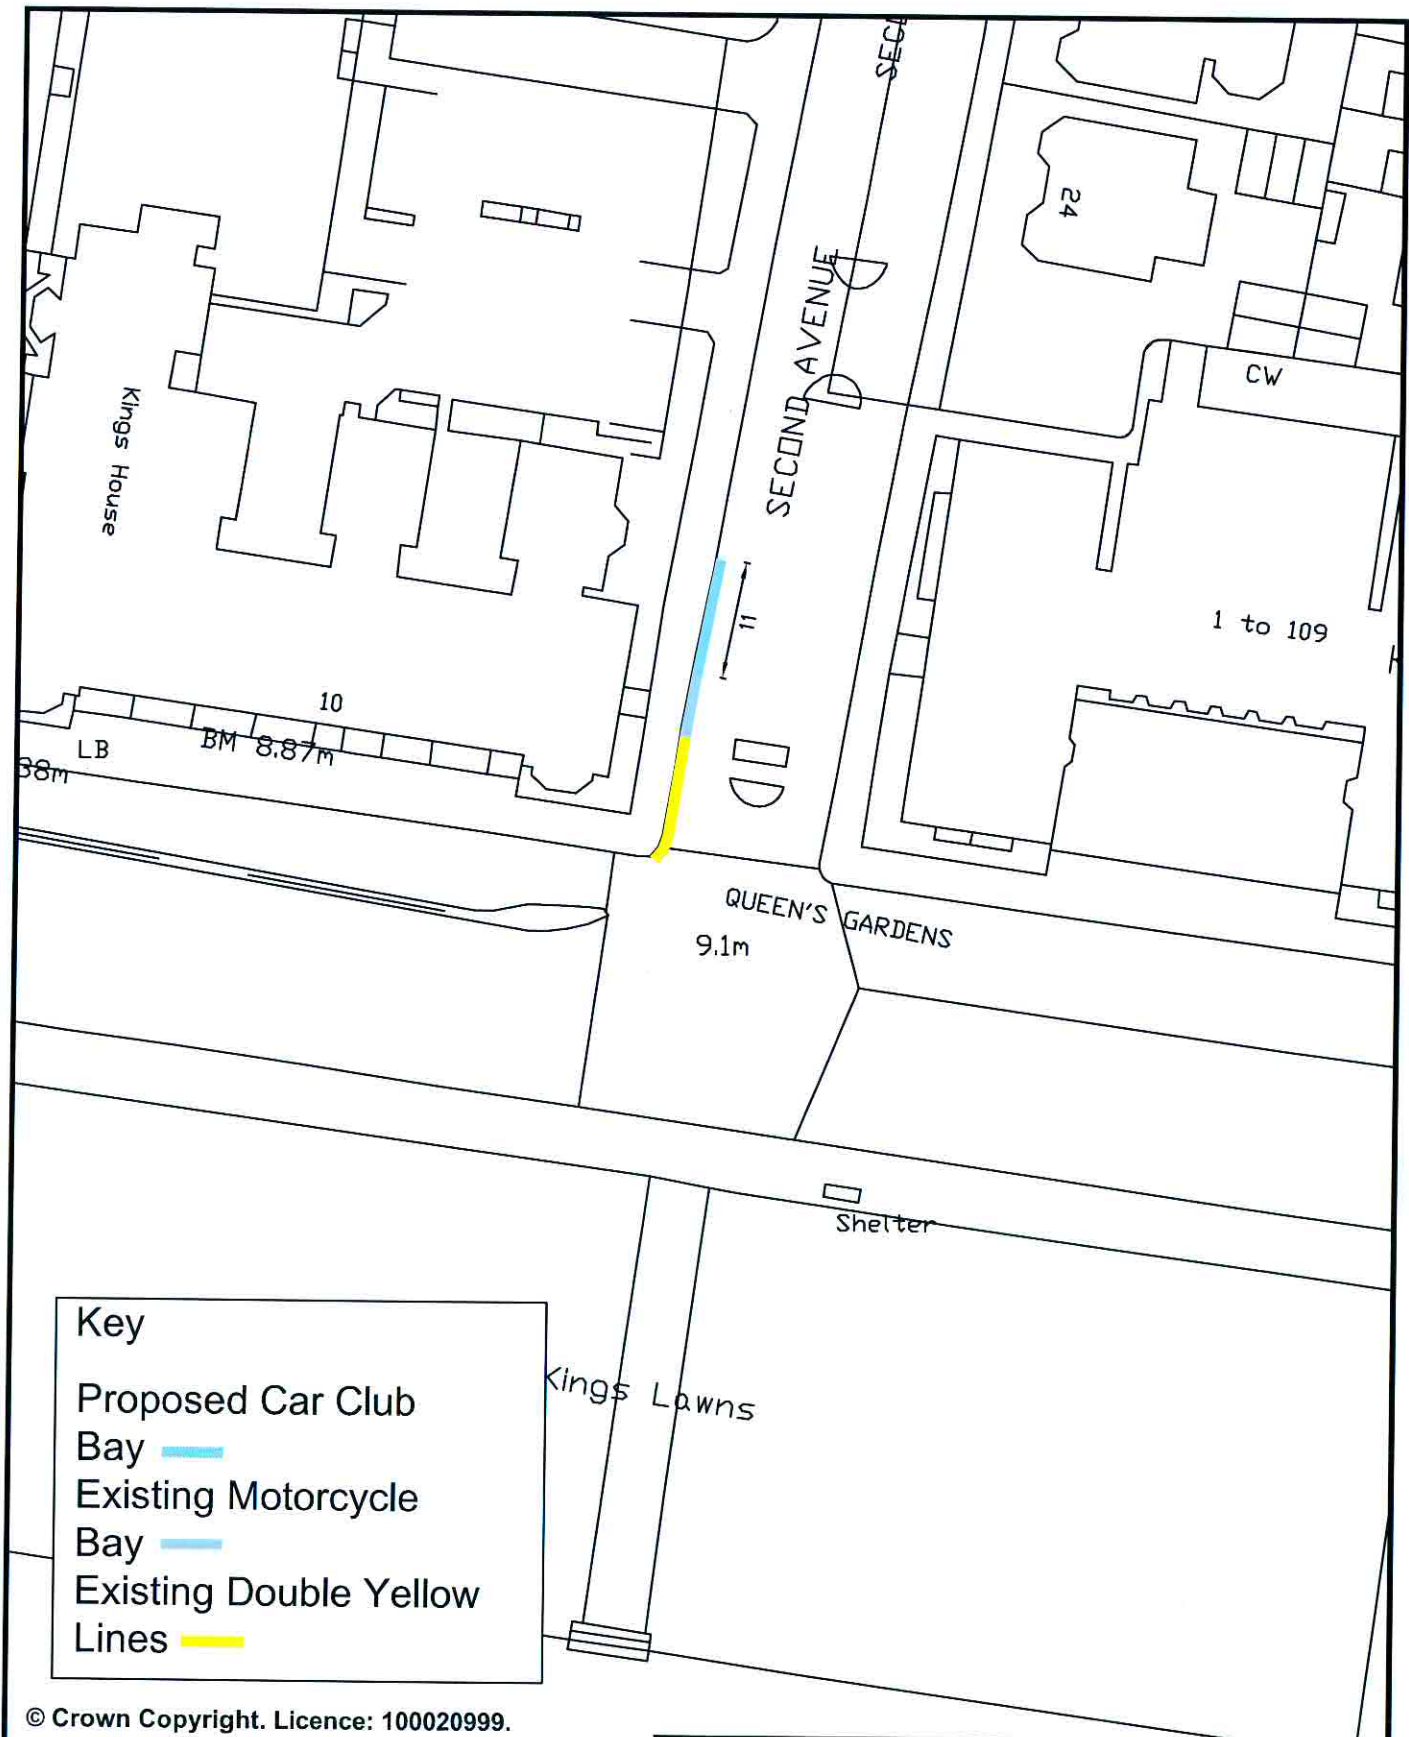 SECO
24
SECOND AVENUE
CW
Kings House
11
1 to 109
10
LB
BM 8.87m
38m
QUEEN'S GARDENS
9.1m
Shelter
Kings Lawns
Key
Proposed Car Club
Bay
Existing Motorcycle
Bay
Existing Double Yellow
Lines
© Crown Copyright. Licence: 100020999.